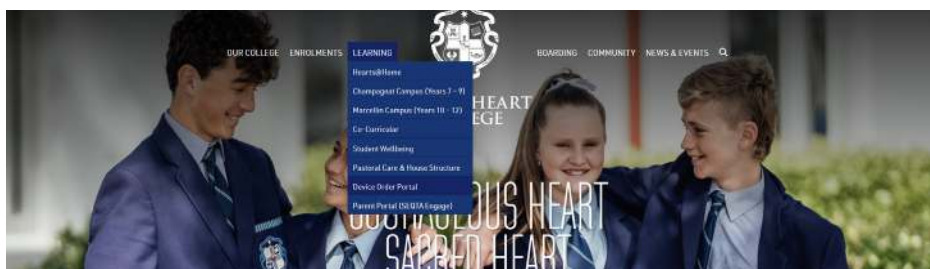 OUR COLLEGE ENROLMENTS LEARNING BOARDING COMMUNITY NEWS & EVENTS
Hearts@Home
Champagnat Campus (Years 7 - 9)
Marcellin Campus (Years 10 - 12)
Co-Curricular
Student Wellbeing
Pastoral Care & House Structure
Device Order Portal
Parent Portal (SEQTA Engage)
HEART
EGE
HEART
SACRED HEART